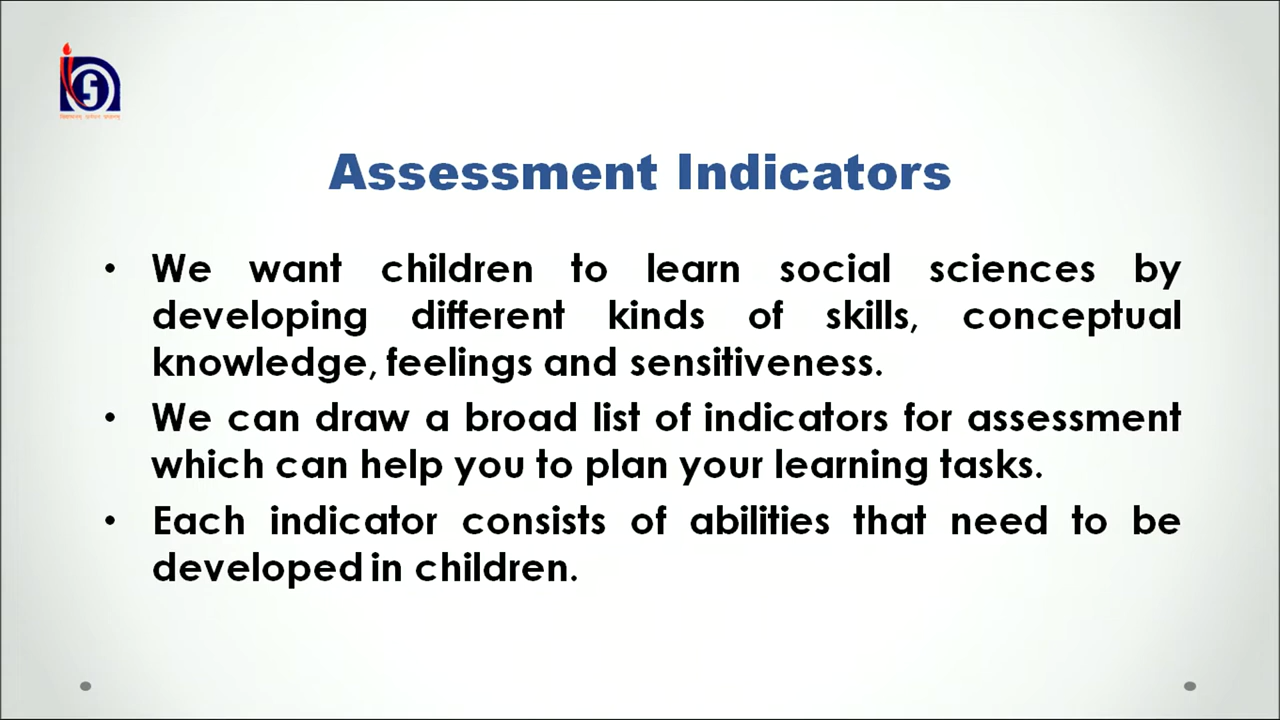 Assessment Indicators
• We want children to learn social sciences by
developing different kinds of skills, conceptual
knowledge, feelings and sensitiveness.
• We can draw a broad list of indicators for assessment
which can help you to plan your learning tasks.
• Each indicator consists of abilities that need to be
developed in children.